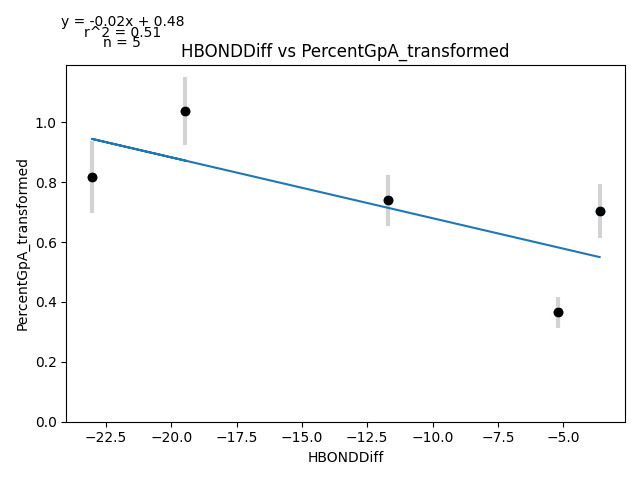 y = -0.02x + 0.48
r^2 = 0.51
n = 5
HBONDDiff vs PercentGpA_transformed
PercentGpA_transformed
1.0
0.8
0.6
0.4
0.2
0.0
−22.5 −20.0 −17.5 −15.0 −12.5 −10.0 −7.5 −5.0
HBONDDiff